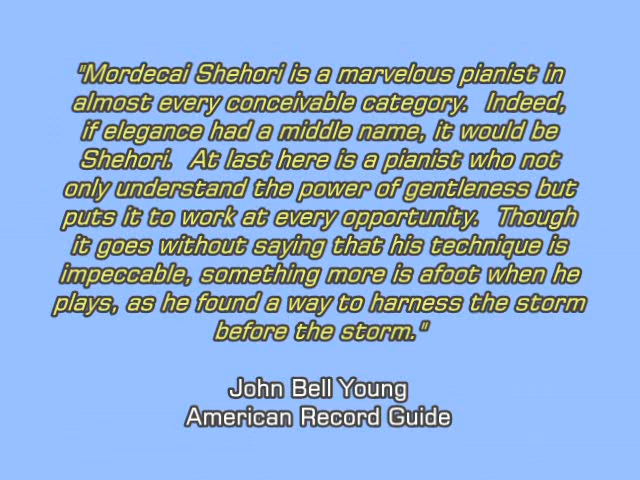 "Mordecai Shehori is a marvelous pianist in
almost every conceivable category. Indeed,
if elegance had a middle name, it would be
Shehori. At last here is a pianist who not
only understand the power of gentleness but
puts it to work at every opportunity. Though
it goes without saying that his technique is
impeccable, something more is afoot when he
plays, as he found a way to harness the storm
before the storm."
John Bell Young
American Record Guide